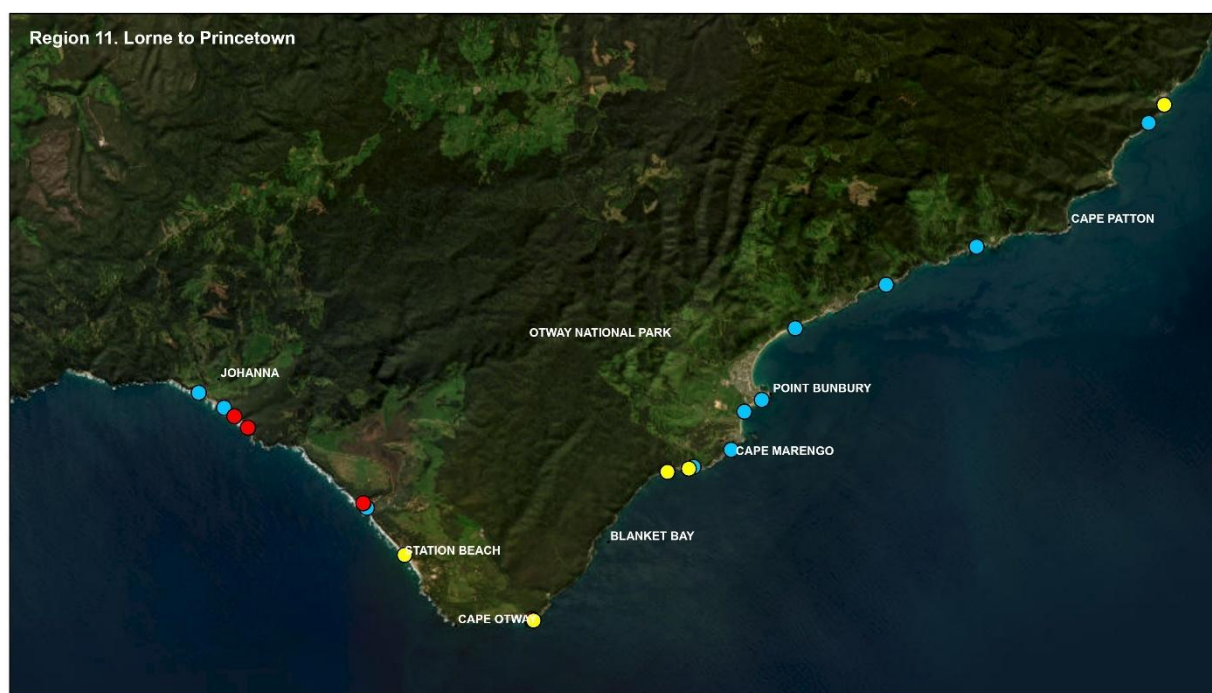 Region 11. Lorne to Princetown
CAPE PATTON
OTWAY NATIONAL PARK
JOHANNA
POINT BUNBURY
CAPE MARENGO
BLANKET BAY
STATION BEACH
CAPE OTWAY